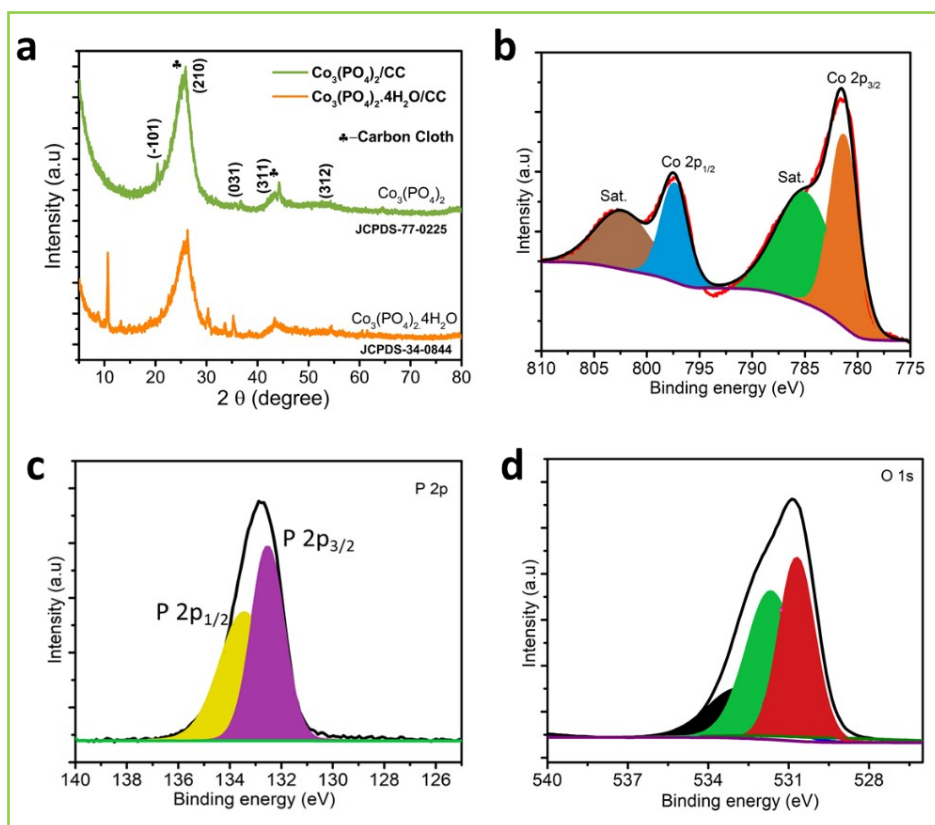 a
Intensity (a.u)
♣
(210)
(-101)
(031)
(311)
♣
(312)
Co₃(PO₄)₂/CC
Co₃(PO₄)₂.4H₂O/CC
♣–Carbon Cloth
Co₃(PO₄)₂
JCPDS-77-0225
Co₃(PO₄)₂.4H₂O
JCPDS-34-0844
10 20 30 40 50 60 70 80
2 θ (degree)
b
Intensity (a.u)
Sat.
Co 2p₁/₂
Sat.
Co 2p₃/₂
810 805 800 795 790 785 780 775
Binding energy (eV)
c
Intensity (a.u)
P 2p
P 2p₃/₂
P 2p₁/₂
140 138 136 134 132 130 128 126
Binding energy (eV)
d
Intensity (a.u)
O 1s
540 537 534 531 528
Binding energy (eV)